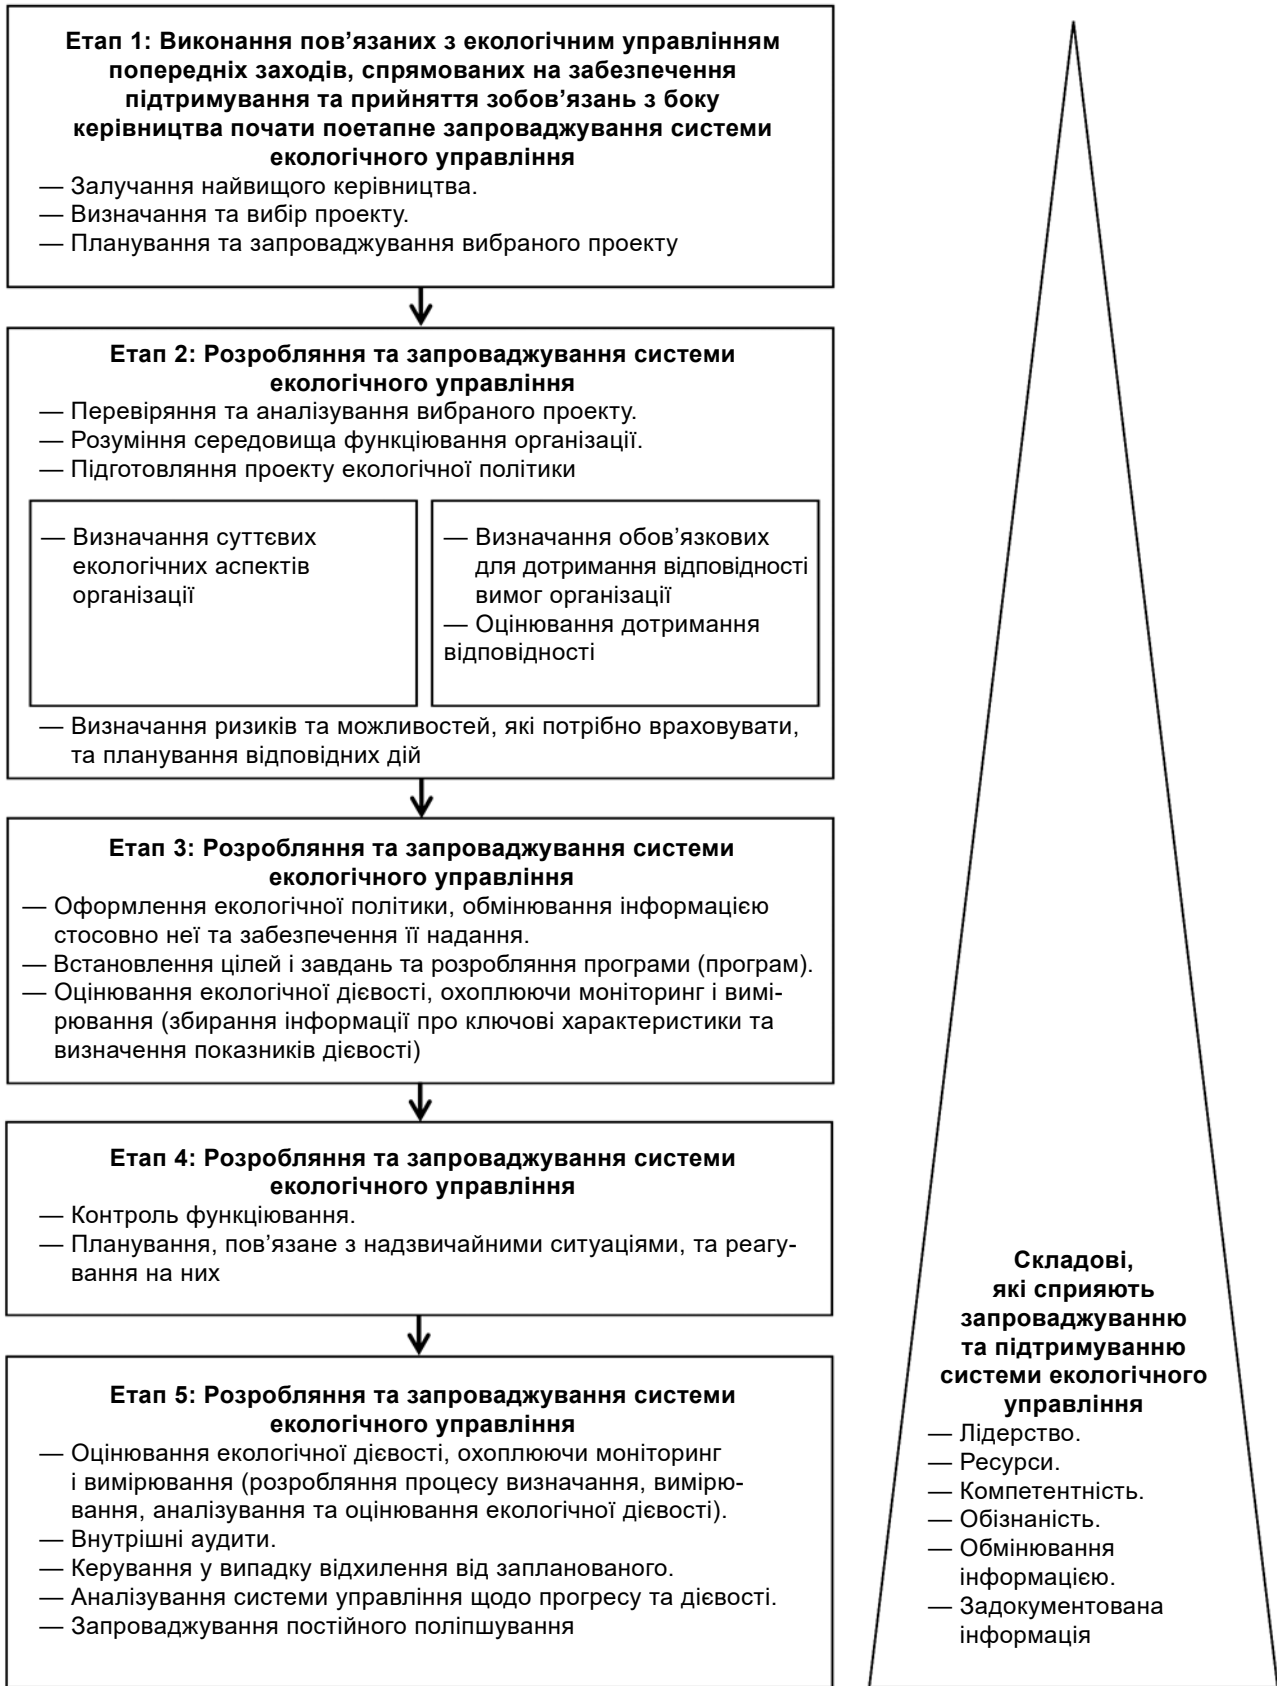 Етап 1: Виконання пов’язаних з екологічним управлінням
попередніх заходів, спрямованих на забезпечення
підтримування та прийняття зобов’язань з боку
керівництва почати поетапне запроваджування системи
екологічного управління
— Залучання найвищого керівництва.
— Визначання та вибір проекту.
— Планування та запроваджування вибраного проекту
Етап 2: Розробляння та запроваджування системи
екологічного управління
— Перевіряння та аналізування вибраного проекту.
— Розуміння середовища функціювання організації.
— Підготовляння проекту екологічної політики
— Визначання суттєвих
екологічних аспектів
організації
— Визначання обов’язкових
для дотримання відповідності
вимог організації
— Оцінювання дотримання
відповідності
— Визначання ризиків та можливостей, які потрібно враховувати,
та планування відповідних дій
Етап 3: Розробляння та запроваджування системи
екологічного управління
— Оформлення екологічної політики, обмінювання інформацією
стосовно неї та забезпечення її надання.
— Встановлення цілей і завдань та розробляння програми (програм).
— Оцінювання екологічної дієвості, охоплюючи моніторинг і вимі-
рювання (збирання інформації про ключові характеристики та
визначення показників дієвості)
Етап 4: Розробляння та запроваджування системи
екологічного управління
— Контроль функціювання.
— Планування, пов’язане з надзвичайними ситуаціями, та реагу-
вання на них
Етап 5: Розробляння та запроваджування системи
екологічного управління
— Оцінювання екологічної дієвості, охоплюючи моніторинг
і вимірювання (розробляння процесу визначання, вимірю-
вання, аналізування та оцінювання екологічної дієвості).
— Внутрішні аудити.
— Керування у випадку відхилення від запланованого.
— Аналізування системи управління щодо прогресу та дієвості.
— Запроваджування постійного поліпшування
Складові,
які сприяють
запроваджуванню
та підтримуванню
системи екологічного
управління
— Лідерство.
— Ресурси.
— Компетентність.
— Обізнаність.
— Обмінювання
інформацією.
— Задокументована
інформація